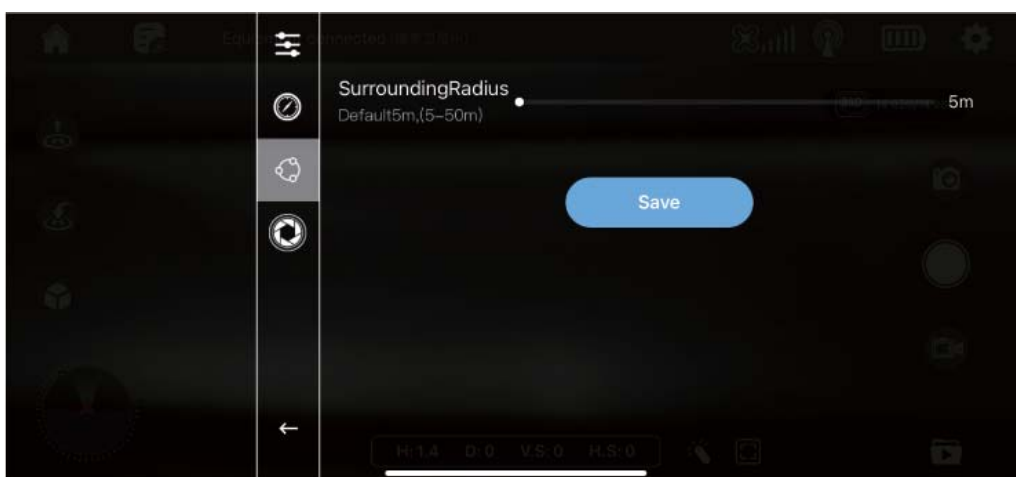 SurroundingRadius
Default5m,(5–50m)
5m
Save
H:1.4 D:0 V.S:0 H.S:0